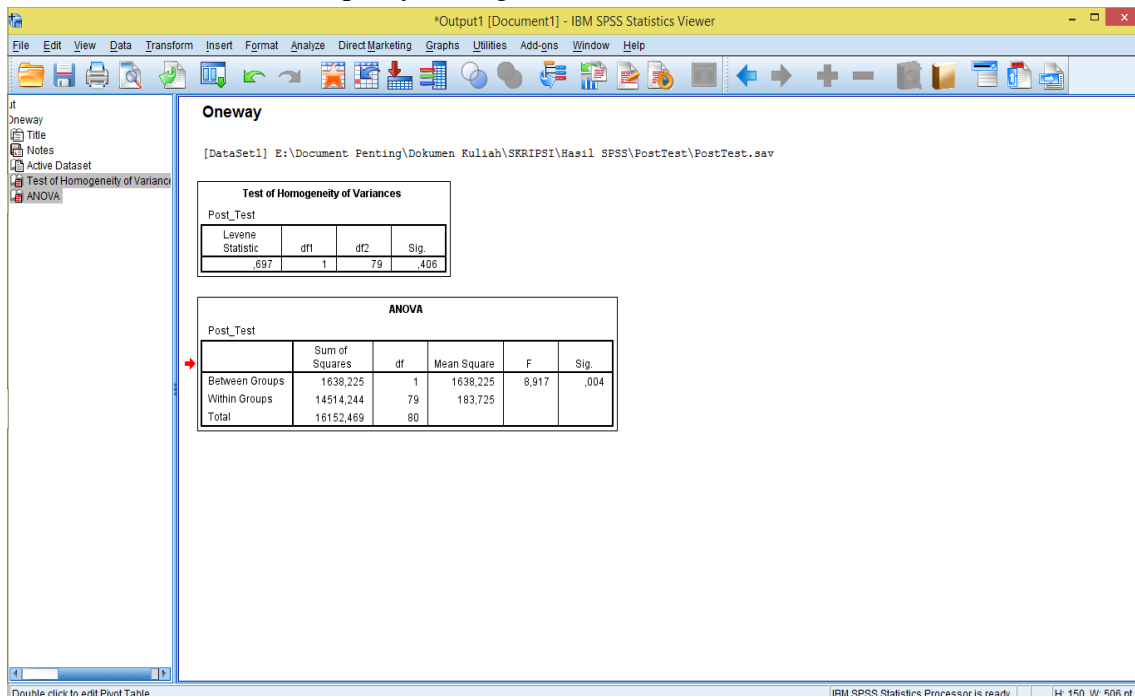 *Output1 [Document1] - IBM SPSS Statistics Viewer
File Edit View Data Transform Insert Format Analyze Direct Marketing Graphs Utilities Add-ons Window Help
ut
Oneway
Title
Notes
Active Dataset
Test of Homogeneity of Variance
ANOVA
Oneway
[DataSet1] E:\Document Penting\Dokumen Kuliah\SKRIPSI\Hasil SPSS\PostTest\PostTest.sav
Test of Homogeneity of Variances
Post_Test
Levene Statistic df1 df2 Sig.
,697 1 79 ,406
ANOVA
Post_Test
Sum of Squares df Mean Square F Sig.
Between Groups 1638,225 1 1638,225 8,917 ,004
Within Groups 14514,244 79 183,725
Total 16152,469 80
Double click to edit Pivot Table IBM SPSS Statistics Processor is ready H: 150, W: 506 pt